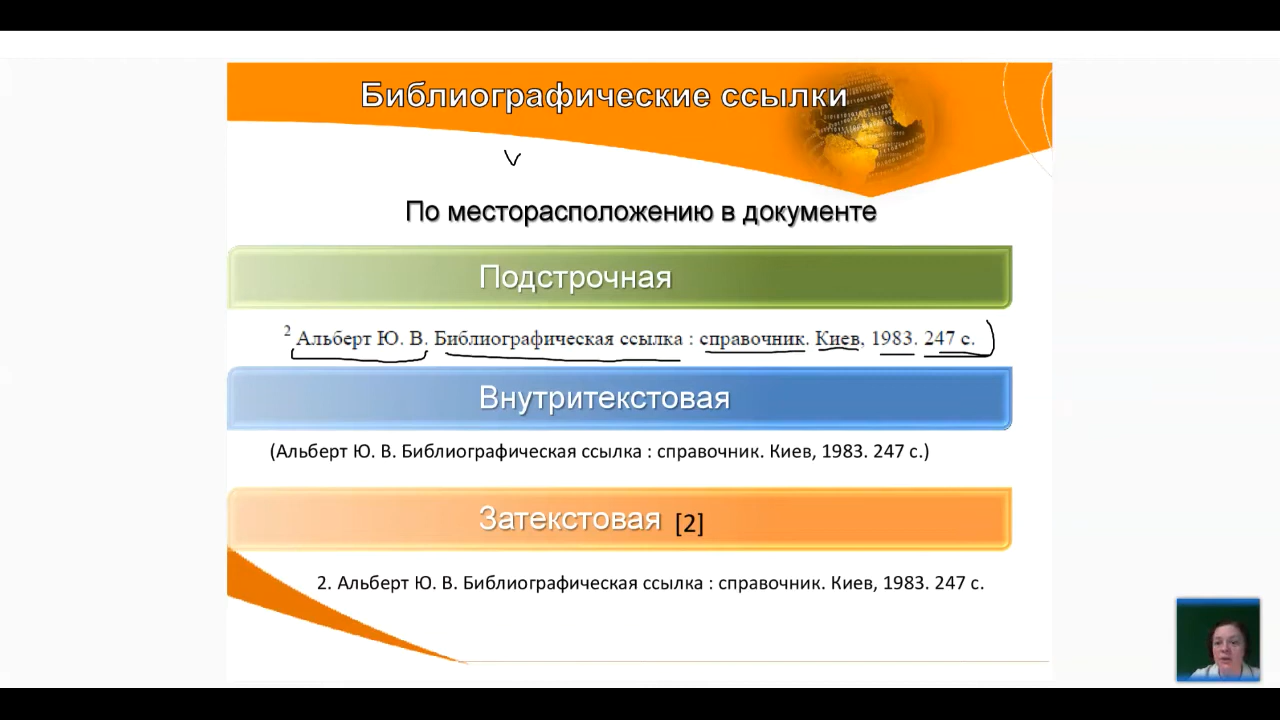 Библиографические ссылки
По месторасположению в документе
Подстрочная
2 Альберт Ю. В. Библиографическая ссылка : справочник. Киев, 1983. 247 с.
Внутритекстовая
(Альберт Ю. В. Библиографическая ссылка : справочник. Киев, 1983. 247 с.)
Затекстовая [2]
2. Альберт Ю. В. Библиографическая ссылка : справочник. Киев, 1983. 247 с.